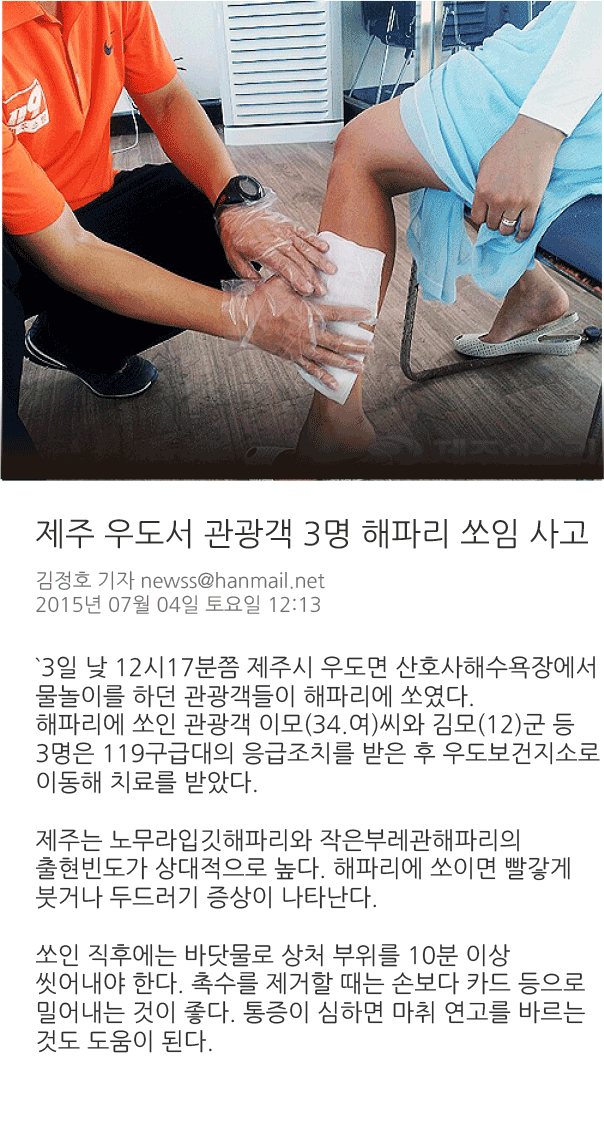 119
제주 우도서 관광객 3명 해파리 쏘임 사고
김정호 기자 newss@hanmail.net
2015년 07월 04일 토요일 12:13
`3일 낮 12시17분쯤 제주시 우도면 산호사해수욕장에서
물놀이를 하던 관광객들이 해파리에 쏘였다.
해파리에 쏘인 관광객 이모(34.여)씨와 김모(12)군 등
3명은 119구급대의 응급조치를 받은 후 우도보건지소로
이동해 치료를 받았다.
제주는 노무라입깃해파리와 작은부레관해파리의
출현빈도가 상대적으로 높다. 해파리에 쏘이면 빨갛게
붓거나 두드러기 증상이 나타난다.
쏘인 직후에는 바닷물로 상처 부위를 10분 이상
씻어내야 한다. 촉수를 제거할 때는 손보다 카드 등으로
밀어내는 것이 좋다. 통증이 심하면 마취 연고를 바르는
것도 도움이 된다.